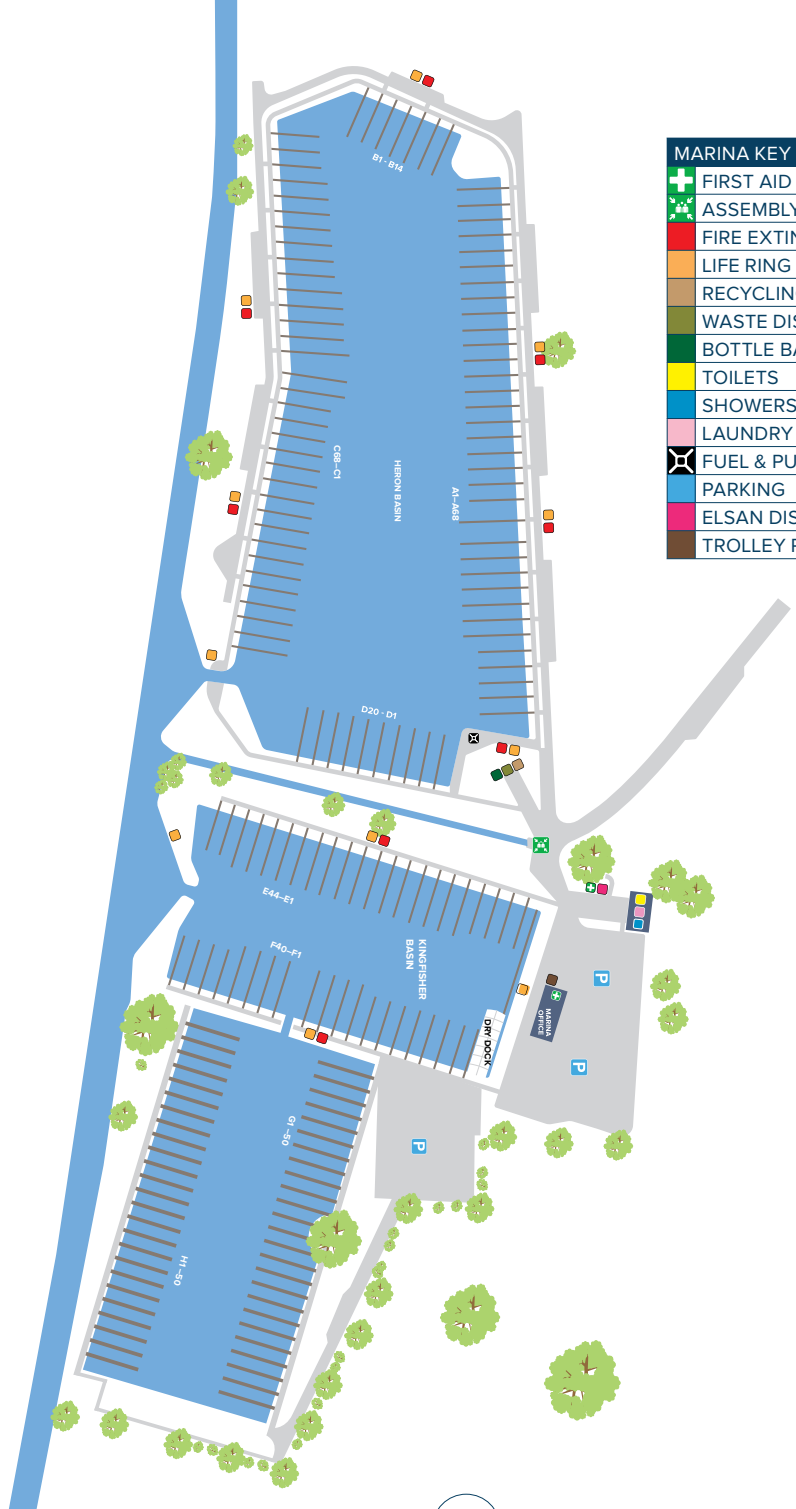 MARINA KEY
FIRST AID
ASSEMBLY
FIRE EXTIN
LIFE RING
RECYCLIN
WASTE DIS
BOTTLE BA
TOILETS
SHOWERS
LAUNDRY
FUEL & PU
PARKING
ELSAN DIS
TROLLEY P
B1 - B14
C68–C1
HERON BASIN
A1–A68
D20 - D1
E44–E1
F40–F1
KINGFISHER
BASIN
DRY DOCK
MARINA
OFFICE
P
P
P
G1 –50
H1 –50